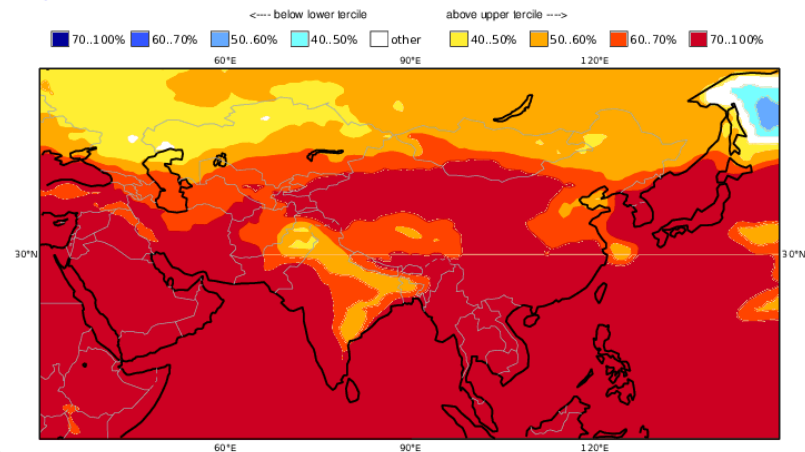 <---- below lower tercile above upper tercile ---->
70..100% 60..70% 50..60% 40..50% other 40..50% 50..60% 60..70% 70..100%
60°E 90°E 120°E
30°N 30°N
60°E 90°E 120°E